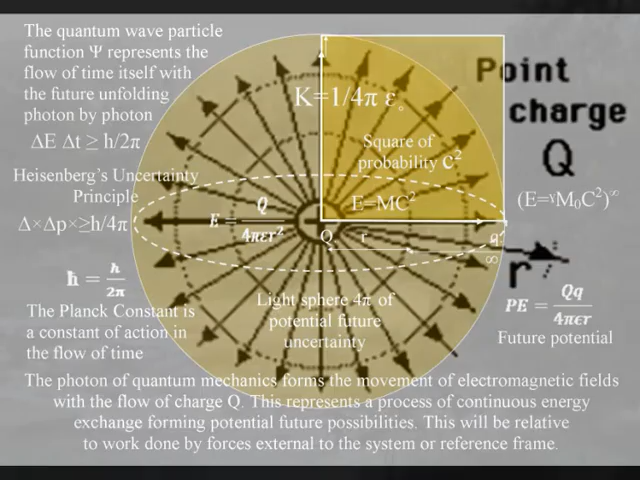 The quantum wave particle
function Ψ represents the
flow of time itself with
the future unfolding
photon by photon
ΔE Δt ≥ h/2π
Heisenberg's Uncertainty
Principle
Δ×Δp×≥h/4π
ħ = h/2π
The Planck Constant is
a constant of action in
the flow of time
K=1/4π ε。
Square of
probability c²
E=MC²
E = Q/4πεr²
Q
r
q
∞
Light sphere 4π of
potential future
uncertainty
Point
charge
Q
(E=ˠM₀C²)∞
r
PE = Qq/4πϵr
Future potential
The photon of quantum mechanics forms the movement of electromagnetic fields
with the flow of charge Q. This represents a process of continuous energy
exchange forming potential future possibilities. This will be relative
to work done by forces external to the system or reference frame.